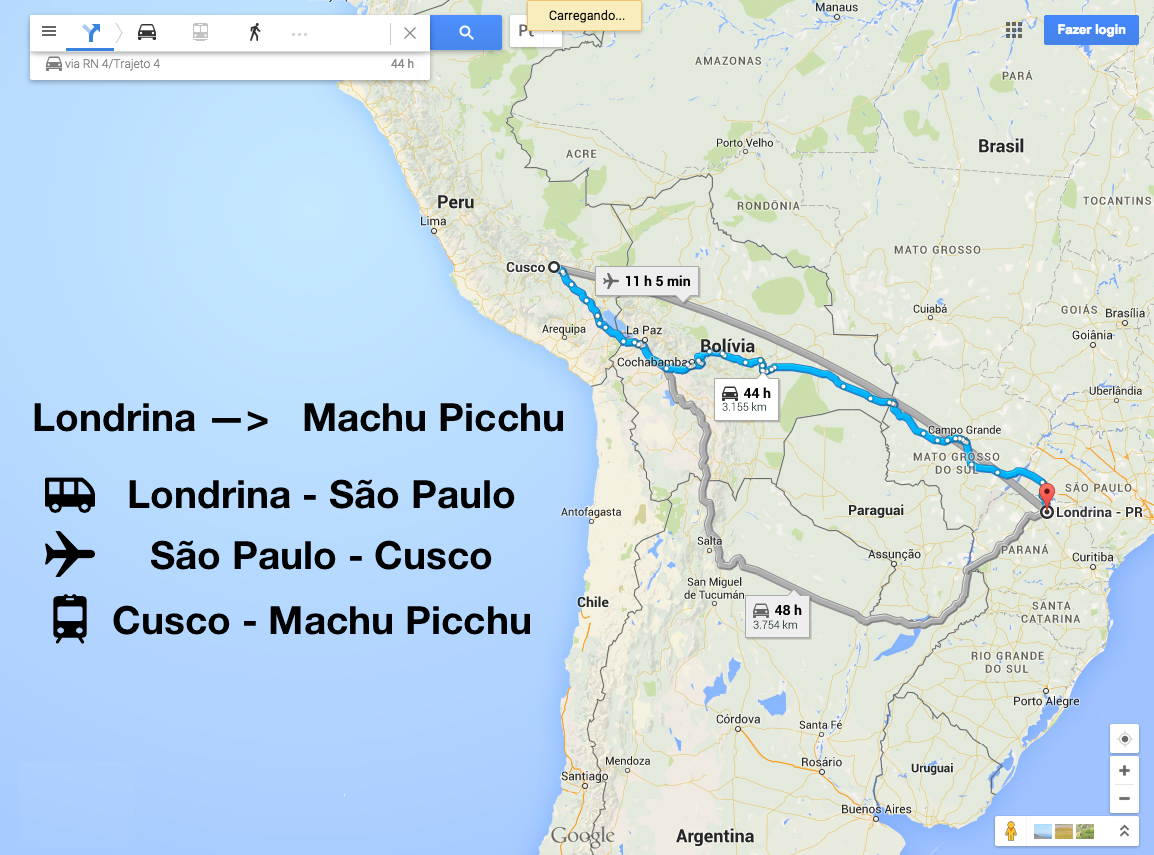 Carregando...
Fazer login
via RN 4/Trajeto 4 44 h
Manaus
AMAZONAS
PARÁ
Porto Velho
Brasil
ACRE
Peru
RONDÔNIA
TOCANTINS
Lima
MATO GROSSO
Cusco
11 h 5 min
Cuiabá
GOIÁS
Brasília
Arequipa
La Paz
Goiânia
Bolívia
Cochabamba
44 h
3.155 km
Uberlândia
Londrina —> Machu Picchu
Campo Grande
MATO GROSSO
DO SUL
SÃO PAULO
Londrina - São Paulo
Antofagasta
Paraguai
Londrina - PR
São Paulo - Cusco
Salta
Assunção
PARANÁ
Curitiba
San Miguel
de Tucumán
Chile
48 h
3.754 km
SANTA
CATARINA
Cusco - Machu Picchu
RIO GRANDE
DO SUL
Porto Alegre
Córdova
Santa Fé
Mendoza
Rosário
Uruguai
Santiago
Buenos Aires
Google
Argentina